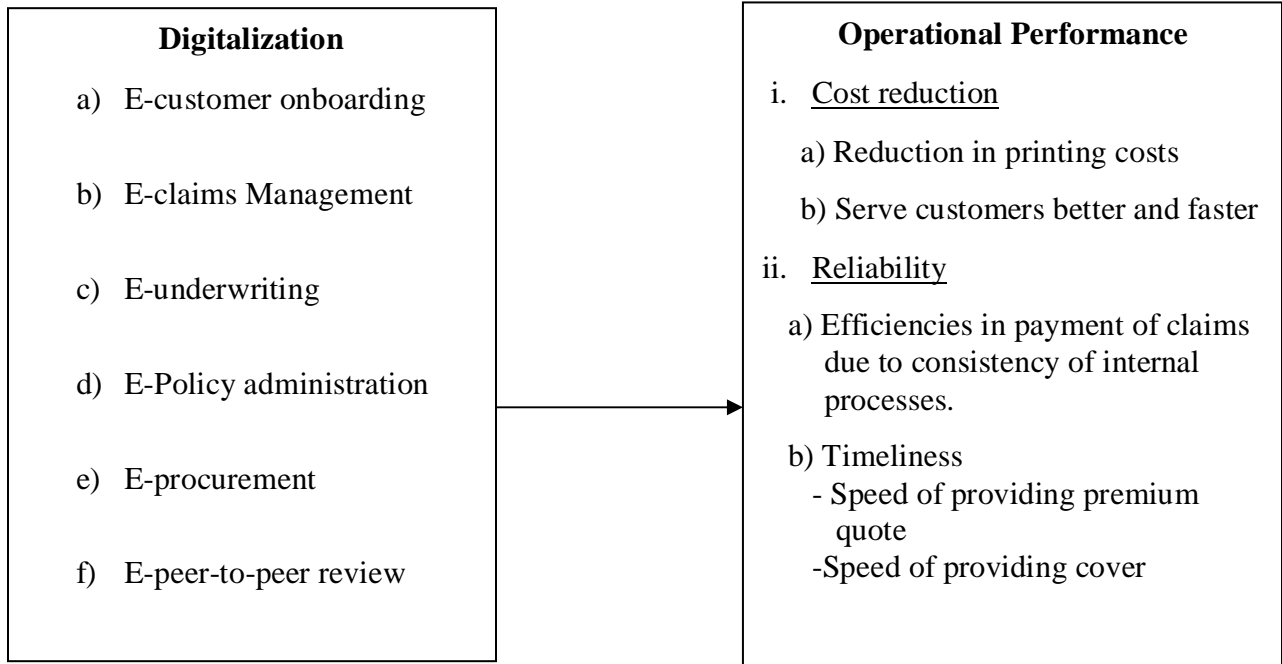 Digitalization
a) E-customer onboarding
b) E-claims Management
c) E-underwriting
d) E-Policy administration
e) E-procurement
f) E-peer-to-peer review
Operational Performance
i. Cost reduction
a) Reduction in printing costs
b) Serve customers better and faster
ii. Reliability
a) Efficiencies in payment of claims
due to consistency of internal
processes.
b) Timeliness
- Speed of providing premium
quote
-Speed of providing cover